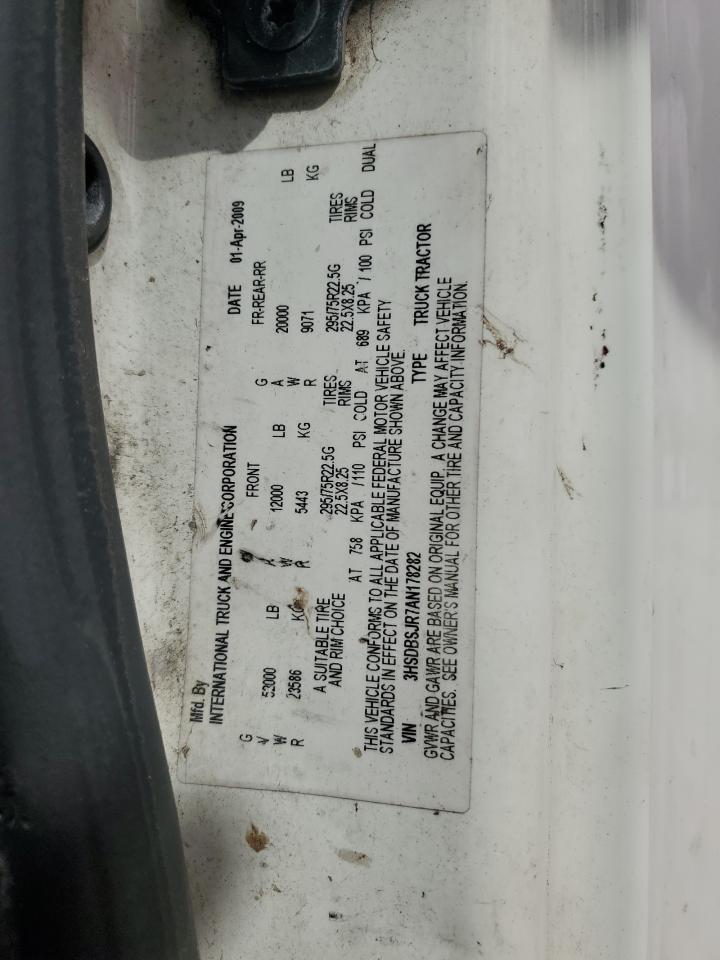 Mfd. By
INTERNATIONAL TRUCK AND ENGINE CORPORATION DATE 01-Apr-2009
G FRONT G FR-REAR-RR
V 52000 LB A 12000 LB A 20000 LB
W 23586 KG W 5443 KG W 9071 KG
R R R
A SUITABLE TIRE 295/75R22.5G TIRES 295/75R22.5G TIRES
AND RIM CHOICE 22.5X8.25 RIMS 22.5X8.25 RIMS
AT 758 KPA /110 PSI COLD AT 689 KPA / 100 PSI COLD DUAL
THIS VEHICLE CONFORMS TO ALL APPLICABLE FEDERAL MOTOR VEHICLE SAFETY
STANDARDS IN EFFECT ON THE DATE OF MANUFACTURE SHOWN ABOVE.
VIN 3HSDBSJR7AN178282 TYPE TRUCK TRACTOR
GVWR AND GAWR ARE BASED ON ORIGINAL EQUIP. A CHANGE MAY AFFECT VEHICLE
CAPACITIES. SEE OWNER'S MANUAL FOR OTHER TIRE AND CAPACITY INFORMATION.